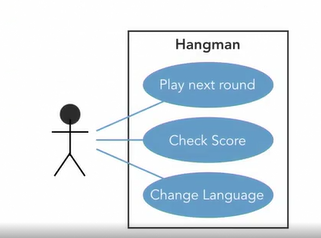 Hangman
Play next round
Check Score
Change Language